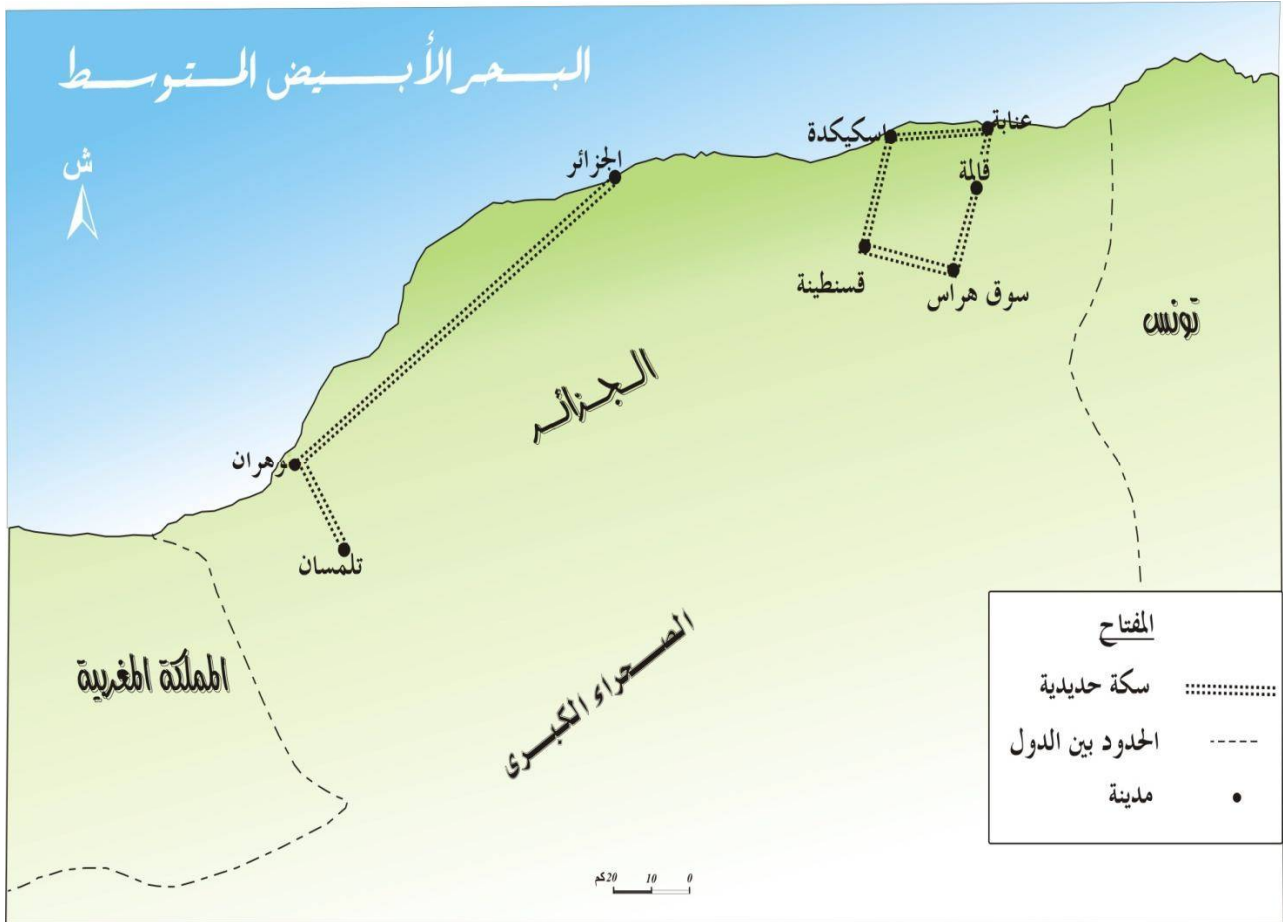 البحر الأبيض المتوسط
ش
عنابة
اسكيكدة
الجزائر
قالمة
قسنطينة
سوق هراس
تونس
الجزائر
وهران
تلمسان
المملكة المغربية
الصحراء الكبرى
المفتاح
سكة حديدية
الحدود بين الدول
مدينة
0 10 20كم